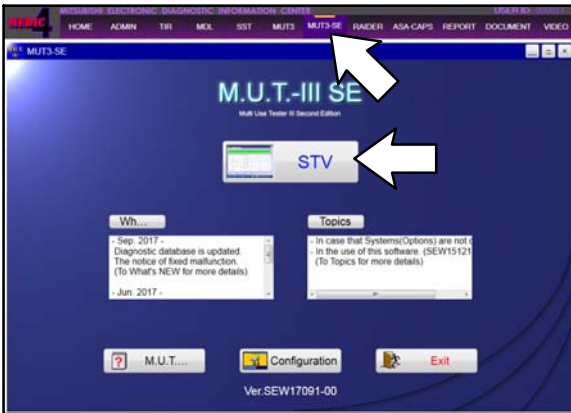 MITSUBISHI ELECTRONIC DIAGNOSTIC INFORMATION CENTER USER ID:
MEDIC 4 HOME ADMIN TIR MDL SST MUT3 MUT3-SE RAIDER ASA-CAPS REPORT DOCUMENT VIDEO
MUT3-SE
M.U.T.-III SE
Multi Use Tester III Second Edition
STV
Wh...
- Sep. 2017 -
Diagnostic database is updated.
The notice of fixed malfunction.
(To What's NEW for more details)
- Jun. 2017 -
Topics
- In case that Systems(Options) are not
- In the use of this software. (SEW15121
(To Topics for more details)
M.U.T....
Configuration
Exit
Ver.SEW17091-00